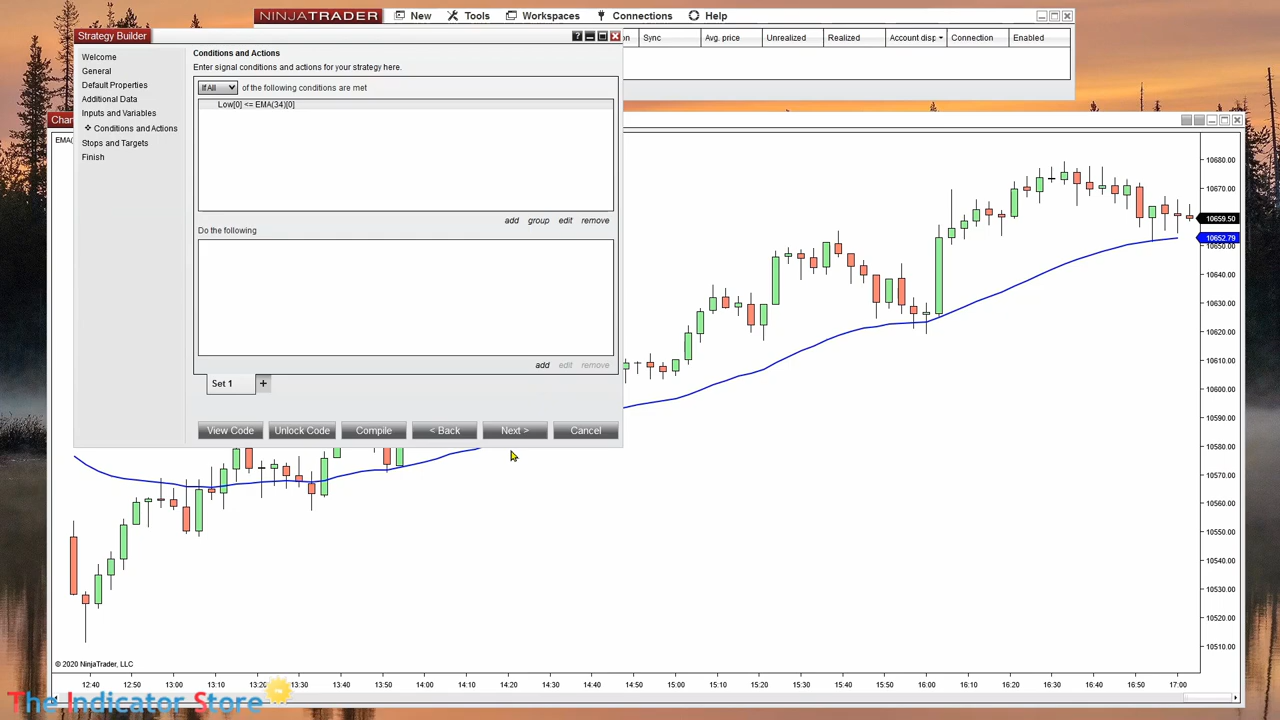 NINJATRADER New Tools Workspaces Connections Help
Strategy Builder ?
Sync Avg. price Unrealized Realized Account disp Connection Enabled
Welcome
General
Default Properties
Additional Data
Inputs and Variables
Conditions and Actions
Stops and Targets
Finish
Conditions and Actions
Enter signal conditions and actions for your strategy here.
If All of the following conditions are met
Low[0] <= EMA(34)[0]
add group edit remove
Do the following
add edit remove
Set 1 +
View Code Unlock Code Compile < Back Next > Cancel
10680.00
10670.00
10659.50
10652.79
10650.00
10640.00
10630.00
10620.00
10610.00
10600.00
10590.00
10580.00
10570.00
10560.00
10550.00
10540.00
10530.00
10520.00
10510.00
© 2020 NinjaTrader, LLC
12:40 12:50 13:00 13:10 13:20 13:30 13:40 13:50 14:00 14:10 14:20 14:30 14:40 14:50 15:00 15:10 15:20 15:30 15:40 15:50 16:00 16:10 16:20 16:30 16:40 16:50 17:00
The Indicator Store